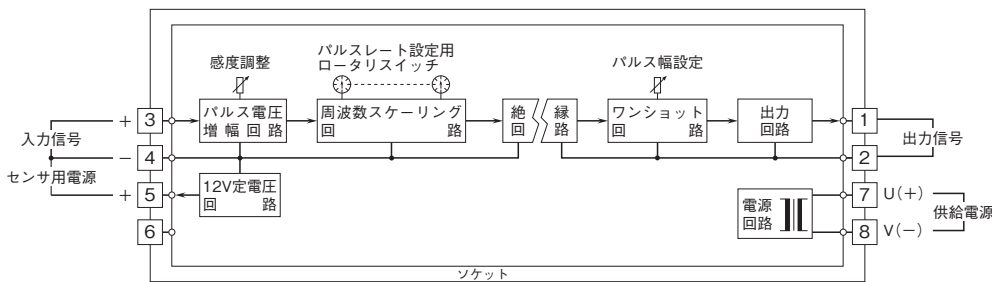 感度調整
パルスレート設定用
ロータリスイッチ
パルス幅設定
入力信号
センサ用電源
+ 3
− 4
+ 5
6
パルス電圧
増幅回路
周波数スケーリング
回路
絶縁
回路
ワンショット
回路
出力
回路
12V定電圧
回路
電源
回路
1
2
出力信号
7 U(+)
8 V(−)
供給電源
ソケット